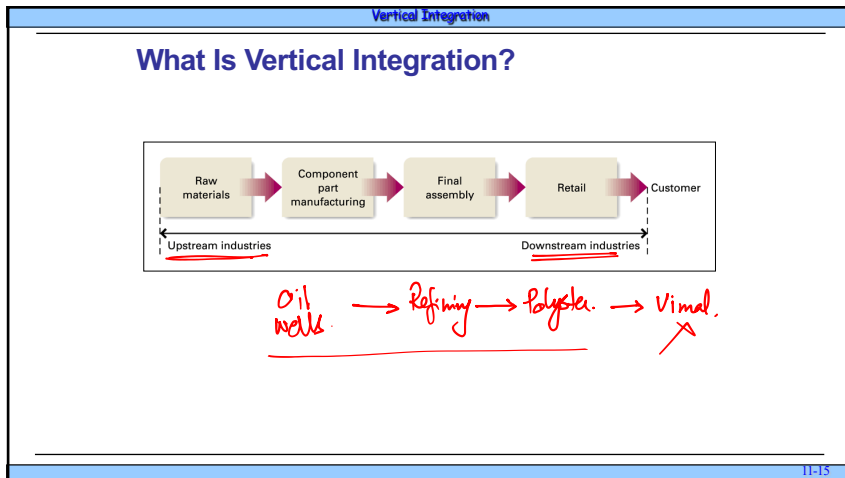 Vertical Integration
What Is Vertical Integration?
Raw
materials
Component
part
manufacturing
Final
assembly
Retail
Customer
Upstream industries
Downstream industries
Oil
wells.
Refining
Polyster.
Vimal.
11-15